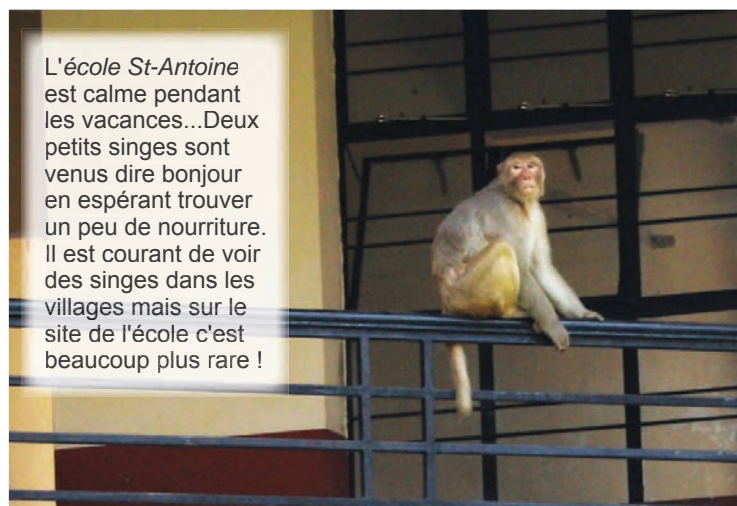 L'école St-Antoine
est calme pendant
les vacances...Deux
petits singes sont
venus dire bonjour
en espérant trouver
un peu de nourriture.
Il est courant de voir
des singes dans les
villages mais sur le
site de l'école c'est
beaucoup plus rare !